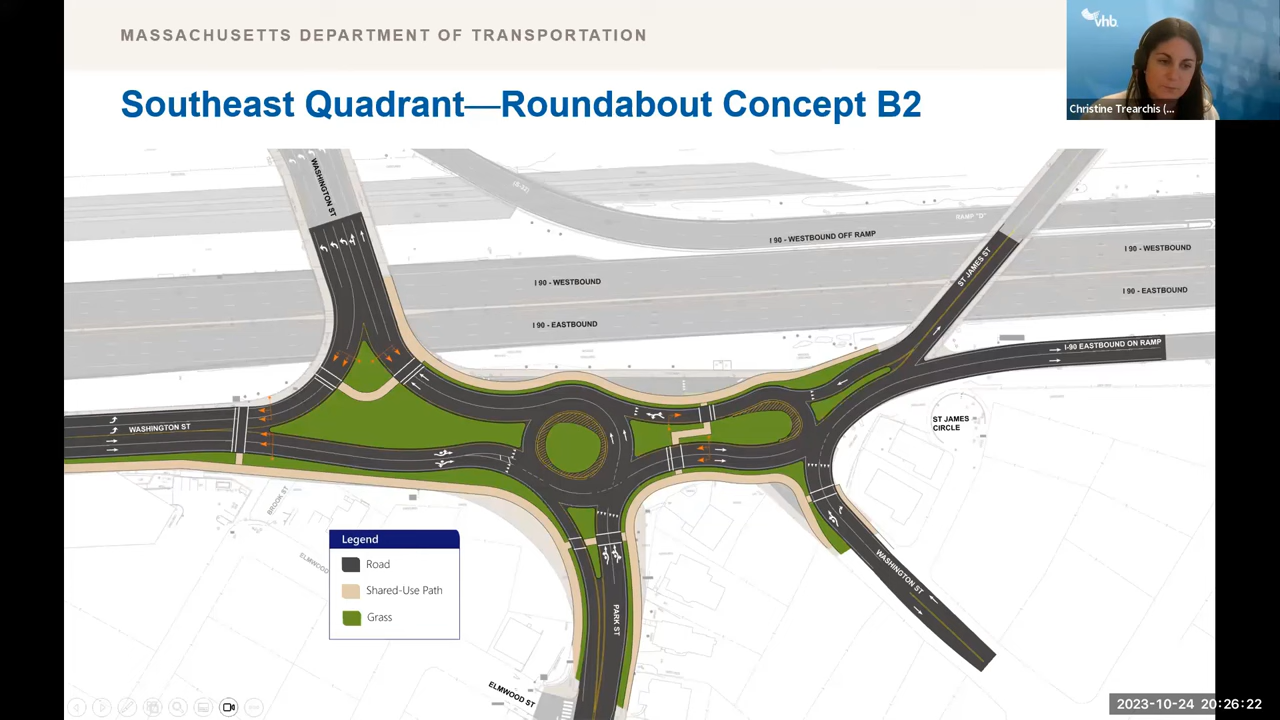 MASSACHUSETTS DEPARTMENT OF TRANSPORTATION
vhb
Christine Trearchis (...
Southeast Quadrant—Roundabout Concept B2
WASHINGTON ST
RAMP "D"
I 90 - WESTBOUND OFF RAMP
I 90 - WESTBOUND
I 90 - WESTBOUND
ST JAMES ST
I 90 - EASTBOUND
I 90 - EASTBOUND
I-90 EASTBOUND ON RAMP
WASHINGTON ST
ST JAMES
CIRCLE
BROOK ST
ELMWOOD
Legend
Road
Shared-Use Path
Grass
WASHINGTON ST
PARK ST
ELMWOOD ST
2023-10-24 20:26:22